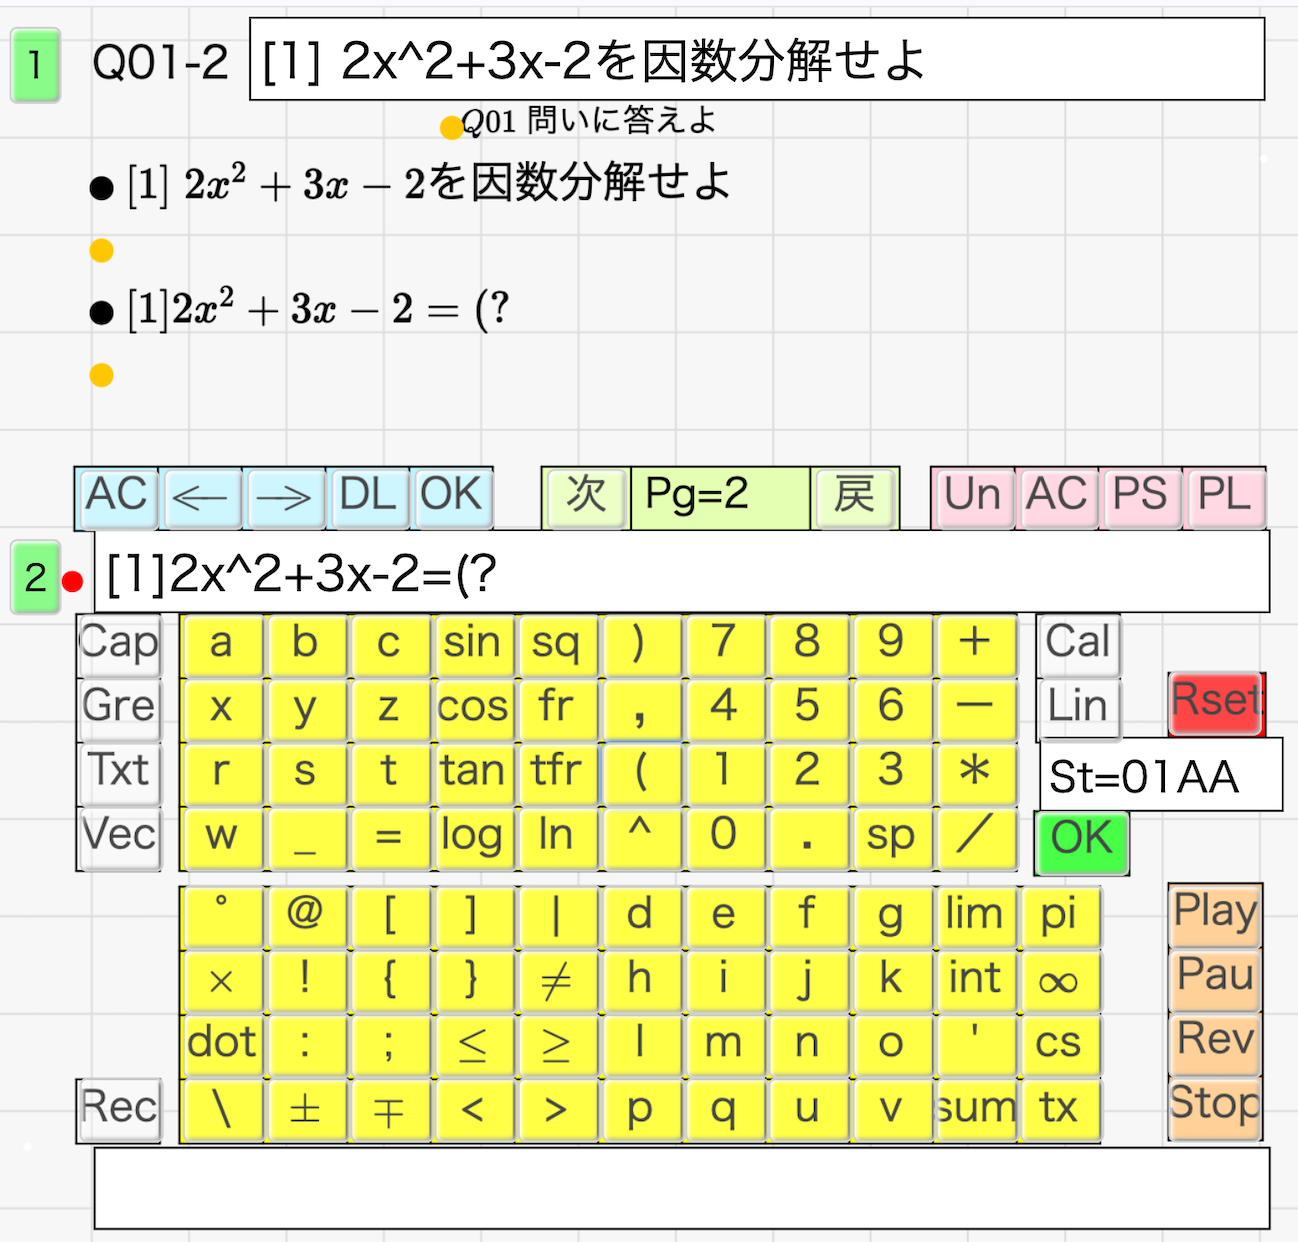 1 Q01-2 [1] 2x^2+3x-2を因数分解せよ
Q01 問いに答えよ
[1] 2x² + 3x − 2を因数分解せよ
[1]2x² + 3x − 2 = (?
AC ← → DL OK 次 Pg=2 戻 Un AC PS PL
2 [1]2x^2+3x-2=(?
Cap a b c sin sq ) 7 8 9 + Cal
Gre x y z cos fr , 4 5 6 − Lin Rset
Txt r s t tan tfr ( 1 2 3 * St=01AA
Vec w _ = log ln ^ 0 . sp / OK
° @ [ ] | d e f g lim pi Play
× ! { } ≠ h i j k int ∞ Pau
dot : ; ≤ ≥ l m n o ' cs Rev
Rec \ ± ∓ < > p q u v sum tx Stop